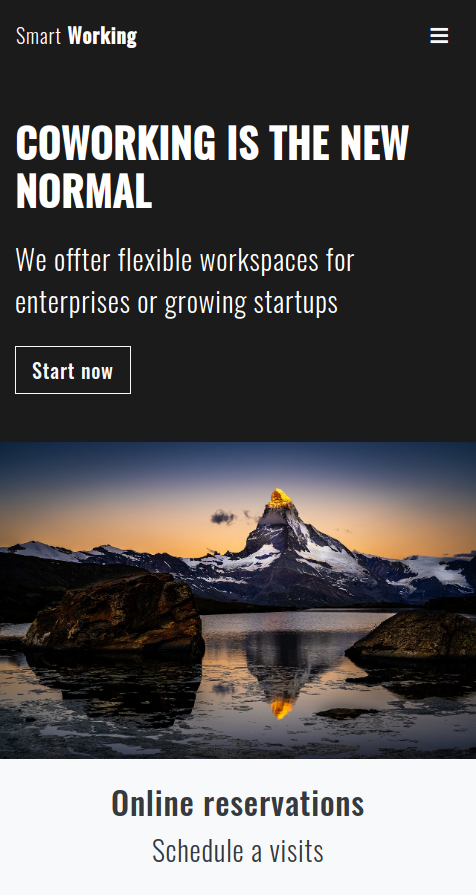 Smart Working
COWORKING IS THE NEW
NORMAL
We offter flexible workspaces for
enterprises or growing startups
Start now
Online reservations
Schedule a visits